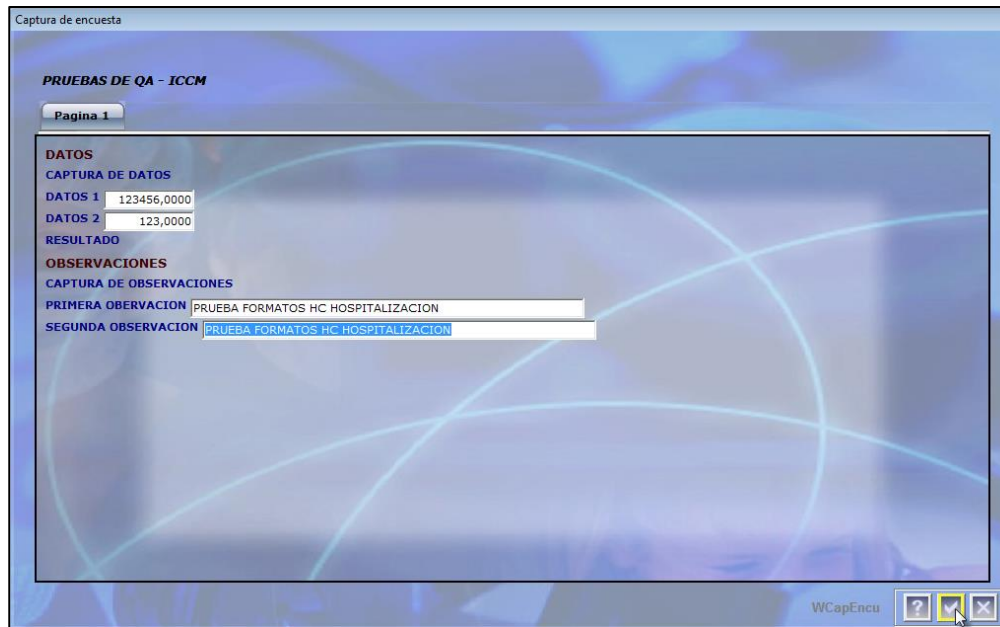 Captura de encuesta
PRUEBAS DE QA - ICCM
Pagina 1
DATOS
CAPTURA DE DATOS
DATOS 1 123456,0000
DATOS 2 123,0000
RESULTADO
OBSERVACIONES
CAPTURA DE OBSERVACIONES
PRIMERA OBERVACION PRUEBA FORMATOS HC HOSPITALIZACION
SEGUNDA OBSERVACION PRUEBA FORMATOS HC HOSPITALIZACION
WCapEncu ?